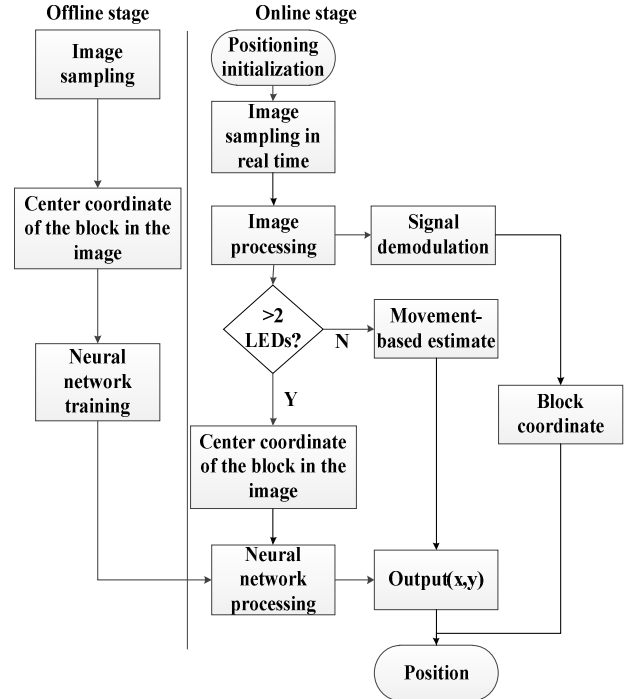 Offline stage
Image
sampling
Center coordinate
of the block in the
image
Neural
network
training
Online stage
Positioning
initialization
Image
sampling in
real time
Image
processing
Signal
demodulation
>2
LEDs?
N
Movement-
based estimate
Y
Block
coordinate
Center coordinate
of the block in the
image
Neural
network
processing
Output(x,y)
Position